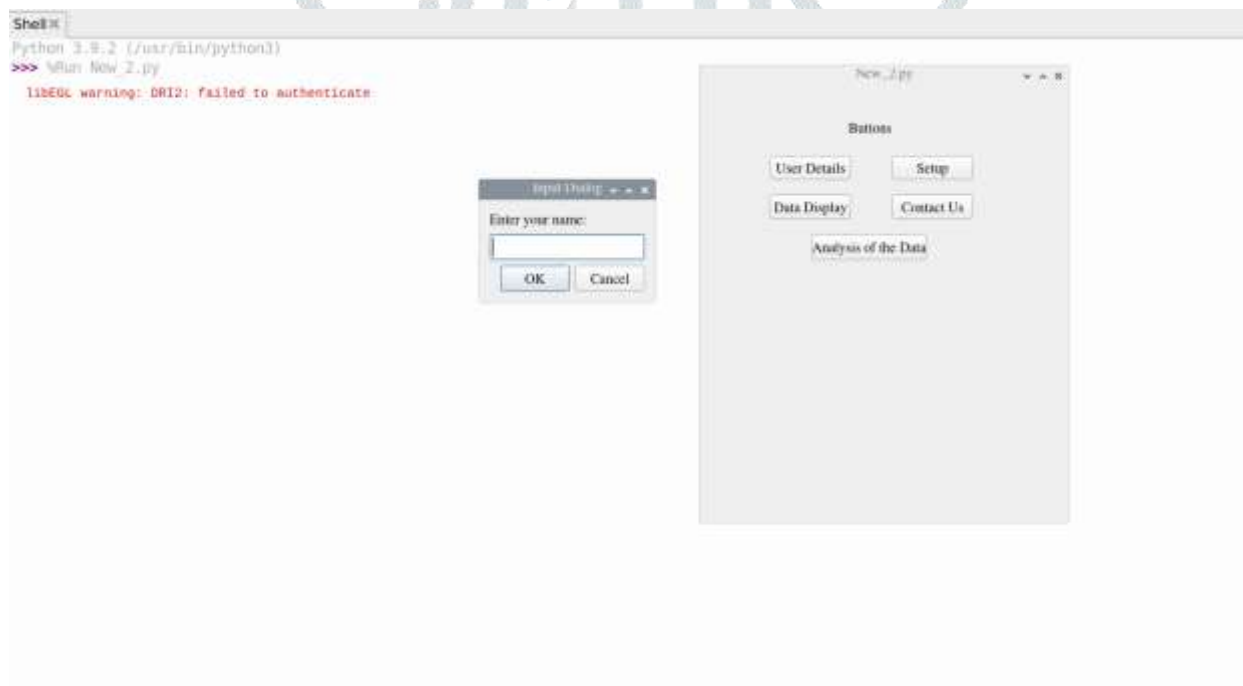 Shell
Python 3.9.2 (/usr/bin/python3)
>>> %Run New_2.py
libEGL warning: DRI2: failed to authenticate
New_2.py
Buttons
User Details Setup
Input Dialog
Data Display Contact Us
Enter your name:
Analysis of the Data
OK Cancel